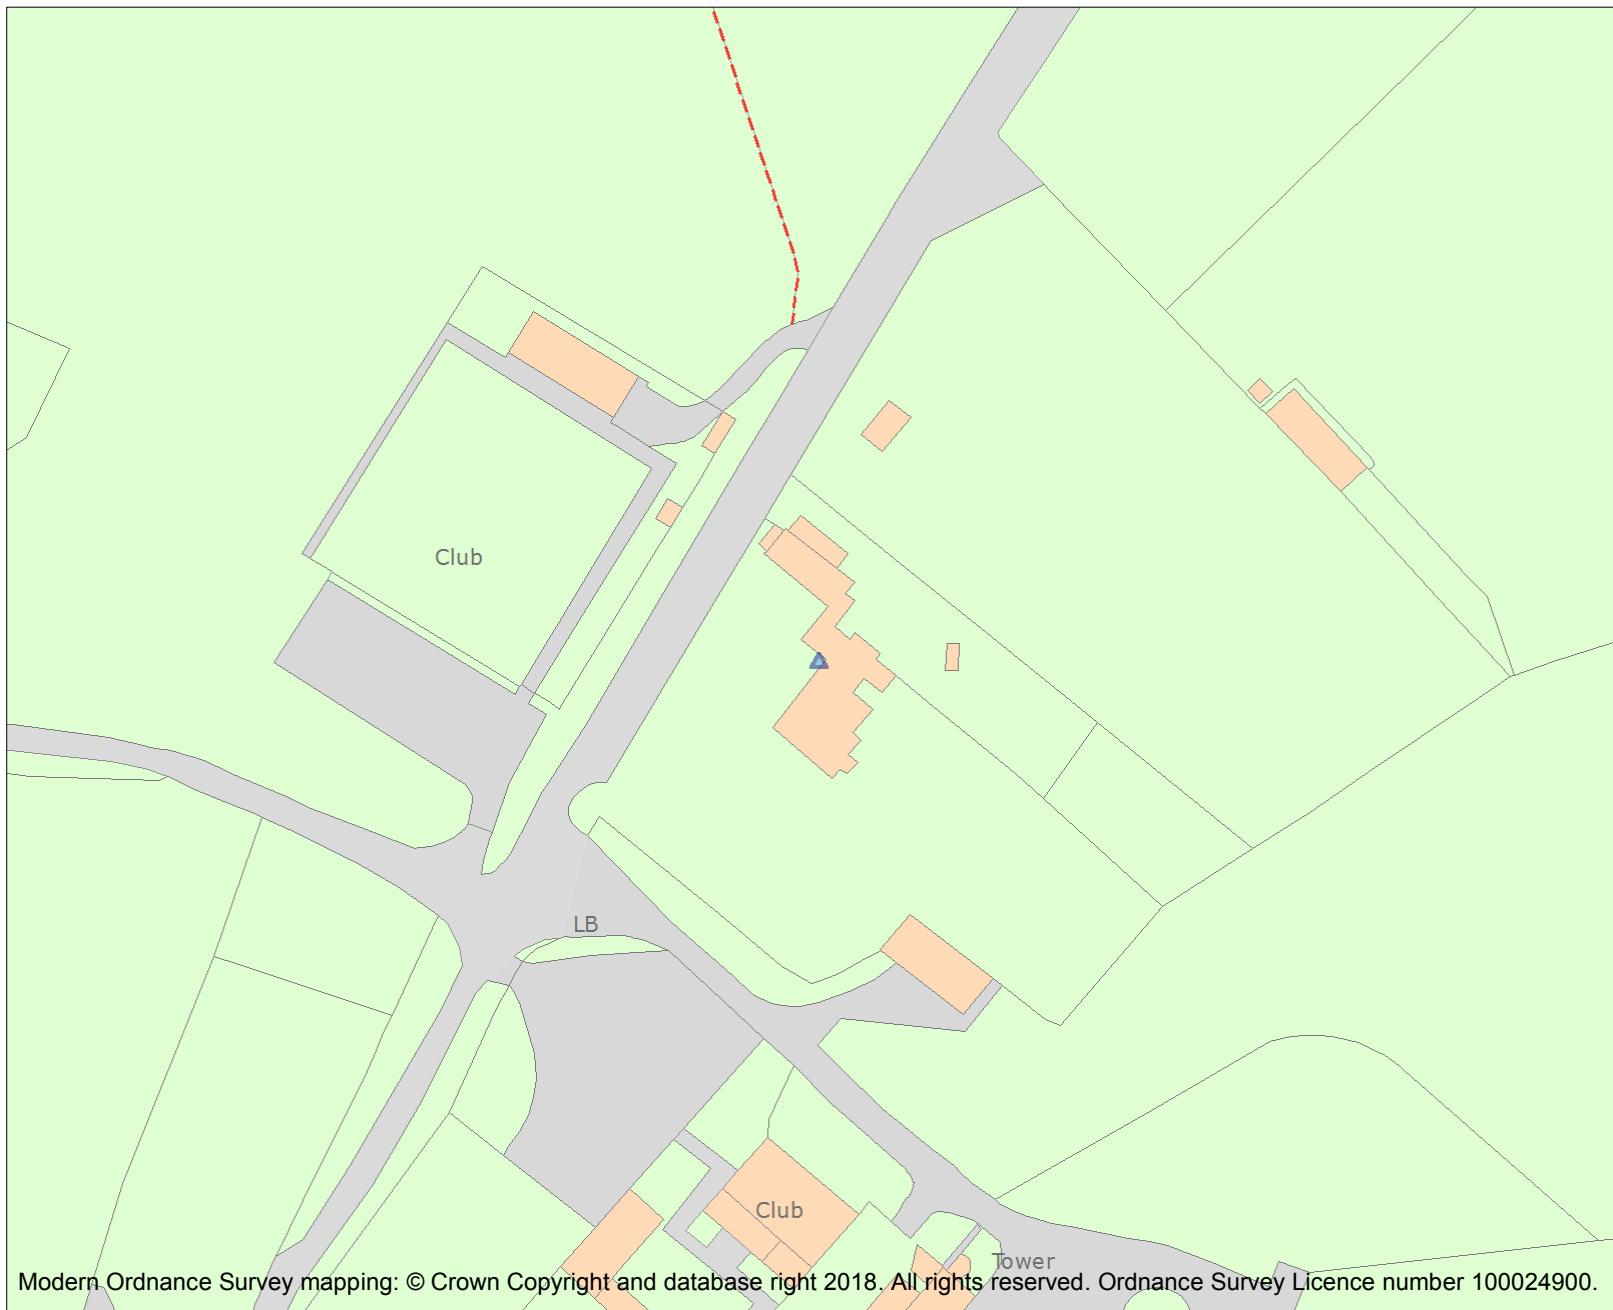 Club
LB
Club
Tower
Modern Ordnance Survey mapping: © Crown Copyright and database right 2018. All rights reserved. Ordnance Survey Licence number 100024900.